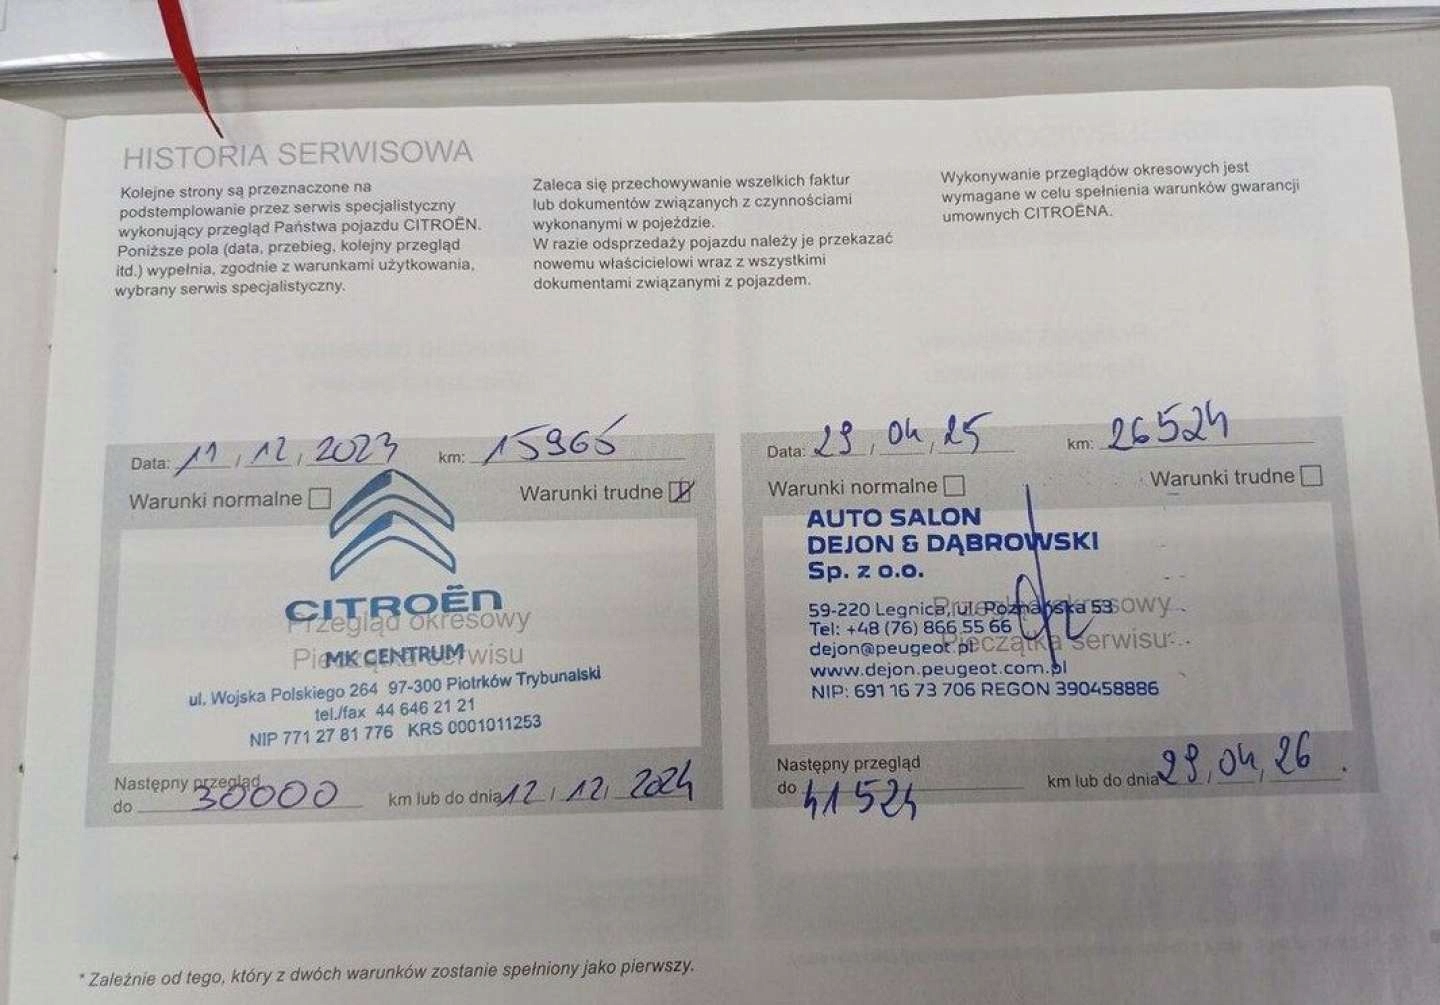 HISTORIA SERWISOWA
Kolejne strony są przeznaczone na
podstemplowanie przez serwis specjalistyczny
wykonujący przegląd Państwa pojazdu CITROËN.
Poniższe pola (data, przebieg, kolejny przegląd
itd.) wypełnia, zgodnie z warunkami użytkowania,
wybrany serwis specjalistyczny.
Zaleca się przechowywanie wszelkich faktur
lub dokumentów związanych z czynnościami
wykonanymi w pojeździe.
W razie odsprzedaży pojazdu należy je przekazać
nowemu właścicielowi wraz z wszystkimi
dokumentami związanymi z pojazdem.
Wykonywanie przeglądów okresowych jest
wymagane w celu spełnienia warunków gwarancji
umownych CITROËNA.
Data: 11, 12, 2023 km: 15965
Warunki normalne Warunki trudne
CITROËN
Przegląd okresowy
MK CENTRUM
Pieczątka serwisu
ul. Wojska Polskiego 264 97-300 Piotrków Trybunalski
tel./fax 44 646 21 21
NIP 771 27 81 776 KRS 0001011253
Następny przegląd
do 30000 km lub do dnia 12, 12, 2024
Data: 29, 04, 25 km: 26524
Warunki normalne Warunki trudne
AUTO SALON
DEJON & DĄBROWSKI
Sp. z o.o.
Przegląd okresowy
59-220 Legnica, ul. Poznańska 53
Tel: +48 (76) 866 55 66
Pieczątka serwisu
dejon@peugeot.pl
www.dejon.peugeot.com.pl
NIP: 691 16 73 706 REGON 390458886
Następny przegląd
do 41524 km lub do dnia 29, 04, 26
* Zależnie od tego, który z dwóch warunków zostanie spełniony jako pierwszy.